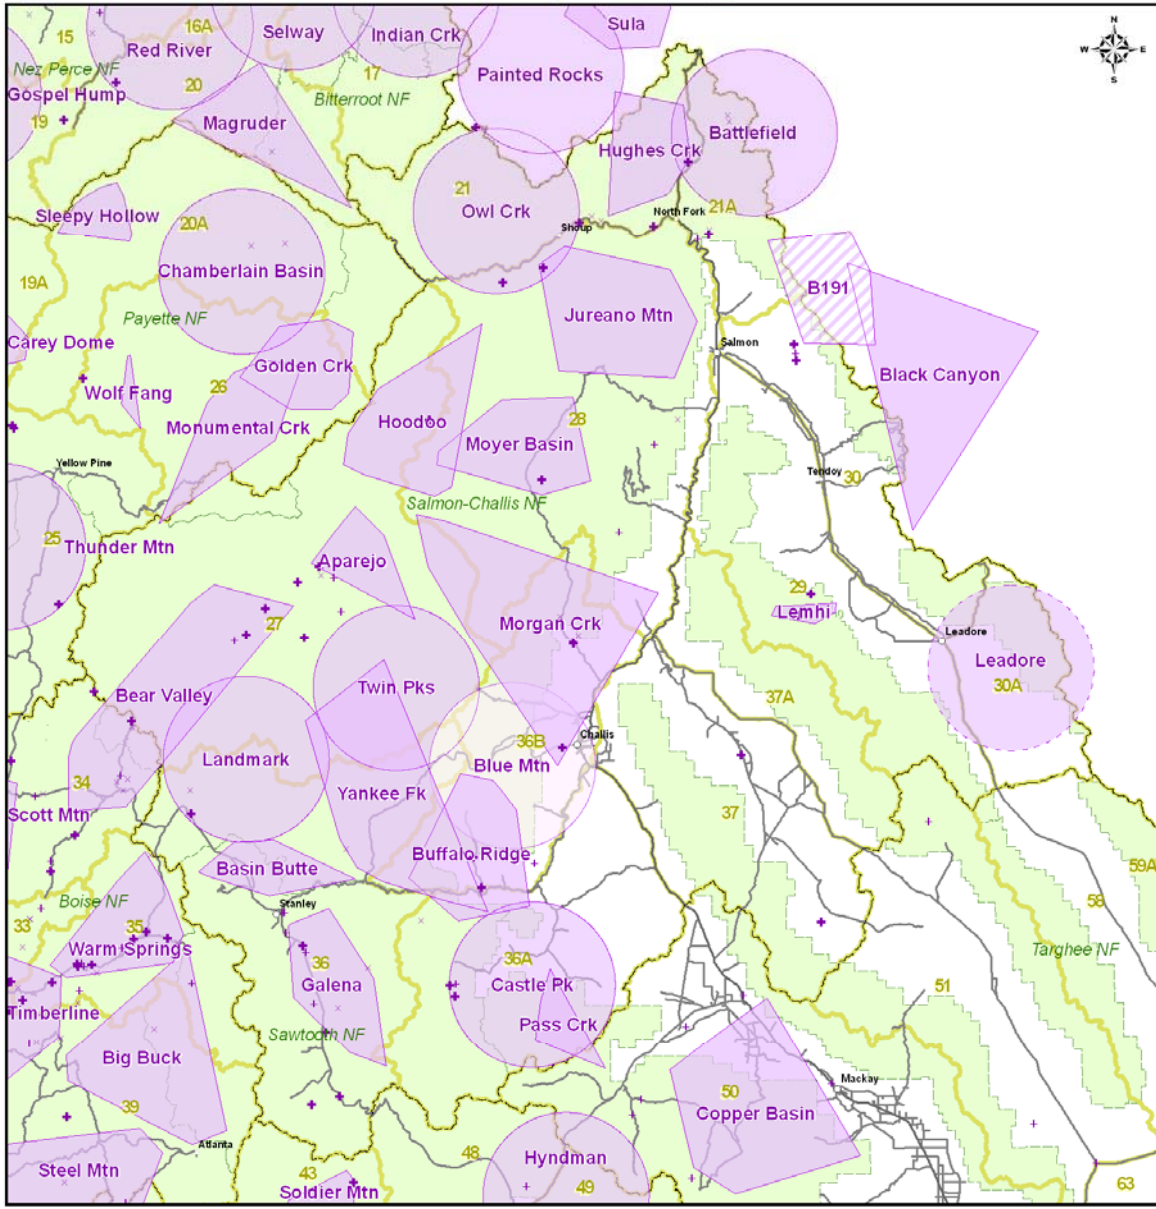 Sula
16A
Selway
Indian Crk
15
Red River
N
W E
S
Nez Perce NF
17
Painted Rocks
20
Gospel Hump
Bitterroot NF
19
Magruder
Battlefield
Hughes Crk
21
Sleepy Hollow
Owl Crk
North Fork
21A
20A
Shoup
Chamberlain Basin
19A
B191
Payette NF
Jureano Mtn
Carey Dome
Salmon
Golden Crk
Black Canyon
Wolf Fang
26
Monumental Crk
Hoodoo
28
Moyer Basin
Yellow Pine
Tendoy
30
Salmon-Challis NF
25
Thunder Mtn
Aparejo
29
Lemhi
27
Morgan Crk
Leadore
Leadore
30A
Twin Pks
Bear Valley
37A
Challis
36B
Landmark
Blue Mtn
34
Yankee Fk
Scott Mtn
37
Buffalo Ridge
Basin Butte
59A
Boise NF
Stanley
58
33
35
Warm Springs
Targhee NF
36A
36
Galena
Castle Pk
51
Timberline
Pass Crk
Sawtooth NF
Big Buck
Mackay
50
39
Copper Basin
Atlanta
48
Hyndman
Steel Mtn
43
Soldier Mtn
49
63